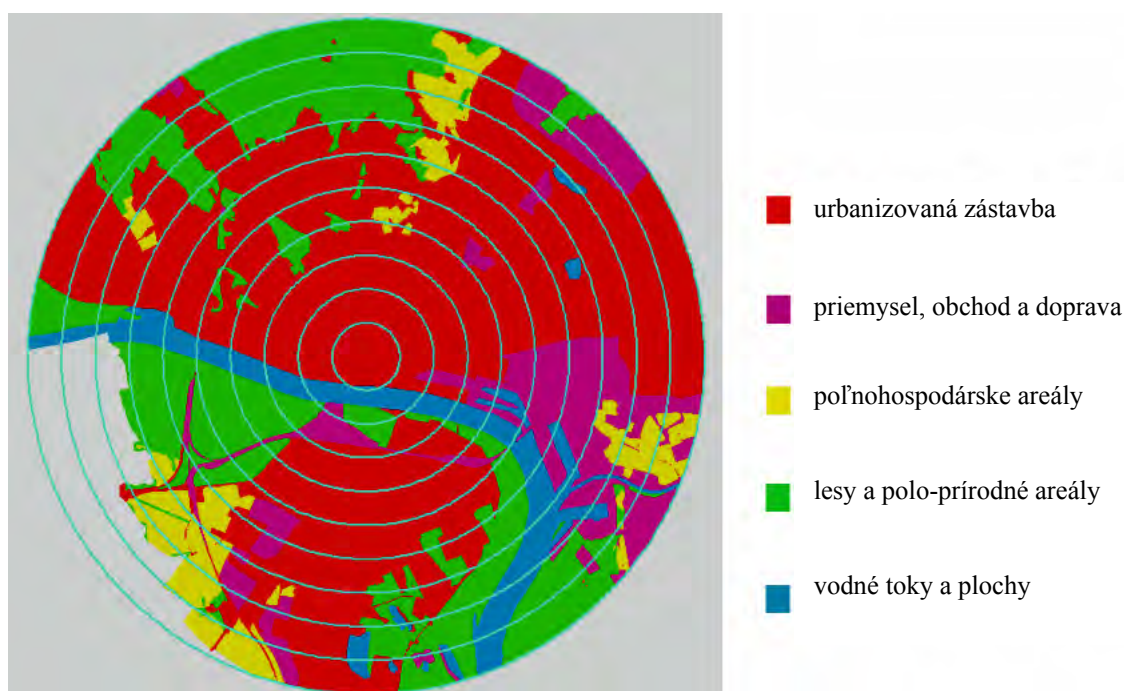 urbanizovaná zástavba
priemysel, obchod a doprava
poľnohospodárske areály
lesy a polo-prírodné areály
vodné toky a plochy